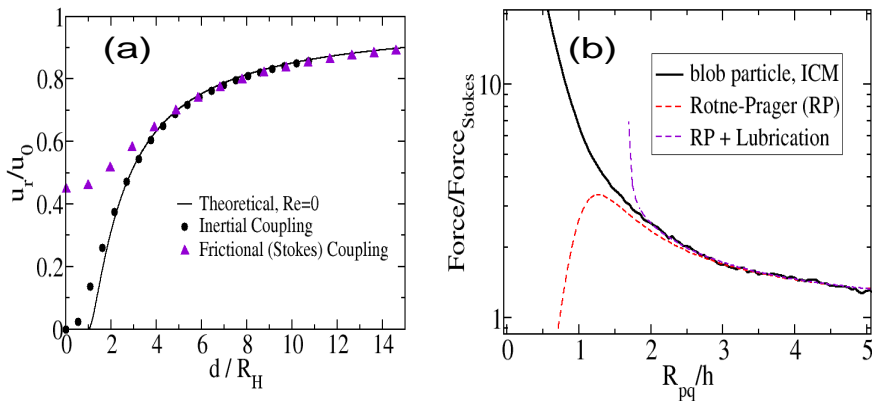 (a)
1
0.8
0.6
0.4
0.2
0
u_r/u_0
Theoretical, Re=0
Inertial Coupling
Frictional (Stokes) Coupling
0 2 4 6 8 10 12 14
d / R_H
(b)
10
1
Force/Force_Stokes
blob particle, ICM
Rotne-Prager (RP)
RP + Lubrication
0 1 2 3 4 5
R_pq/h